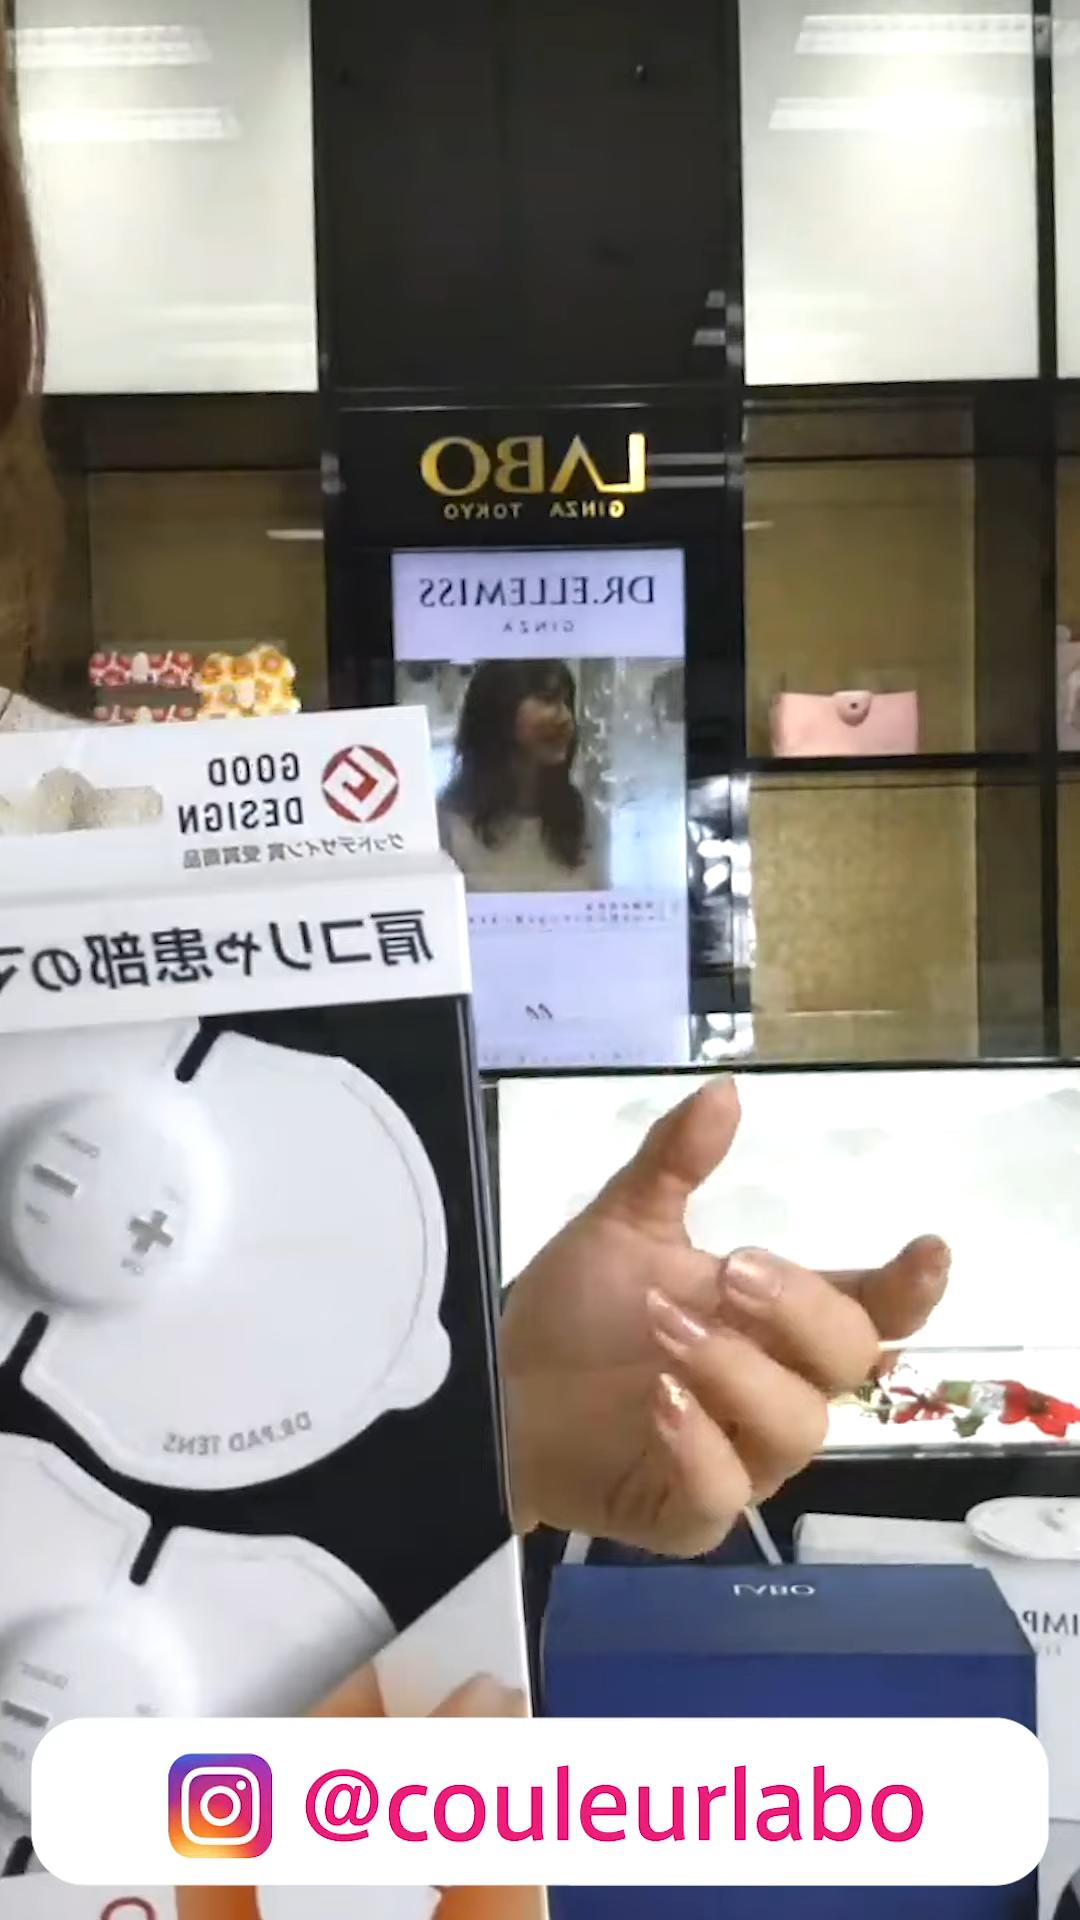 LABO
GINZA TOKYO
DR.ELLEMISS
GINZA
GOOD
DESIGN
グッドデザイン賞 受賞商品
肩コリや患部の
ON
DR.PAD TENS
LABO
@couleurlabo